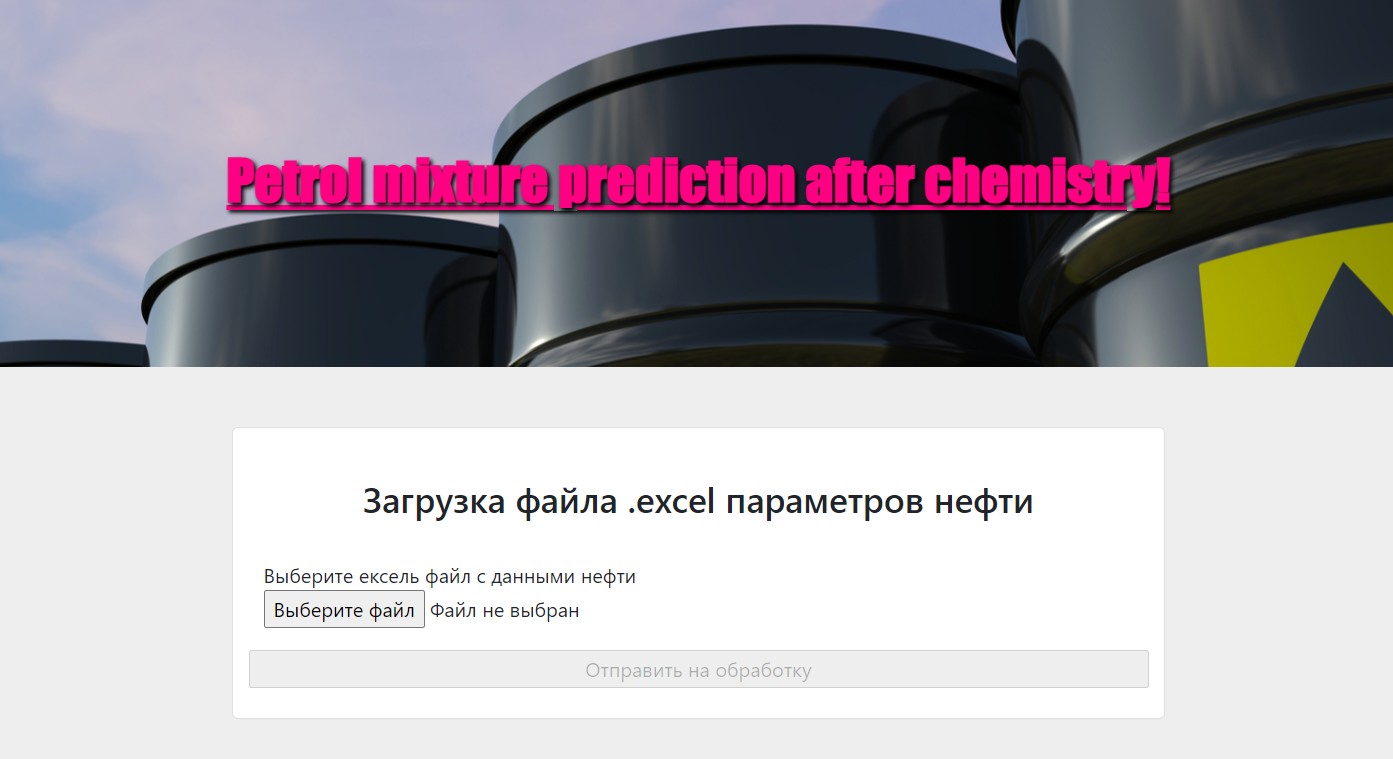 Petrol mixture prediction after chemistry!
Загрузка файла .excel параметров нефти
Выберите ексель файл с данными нефти
Выберите файл Файл не выбран
Отправить на обработку